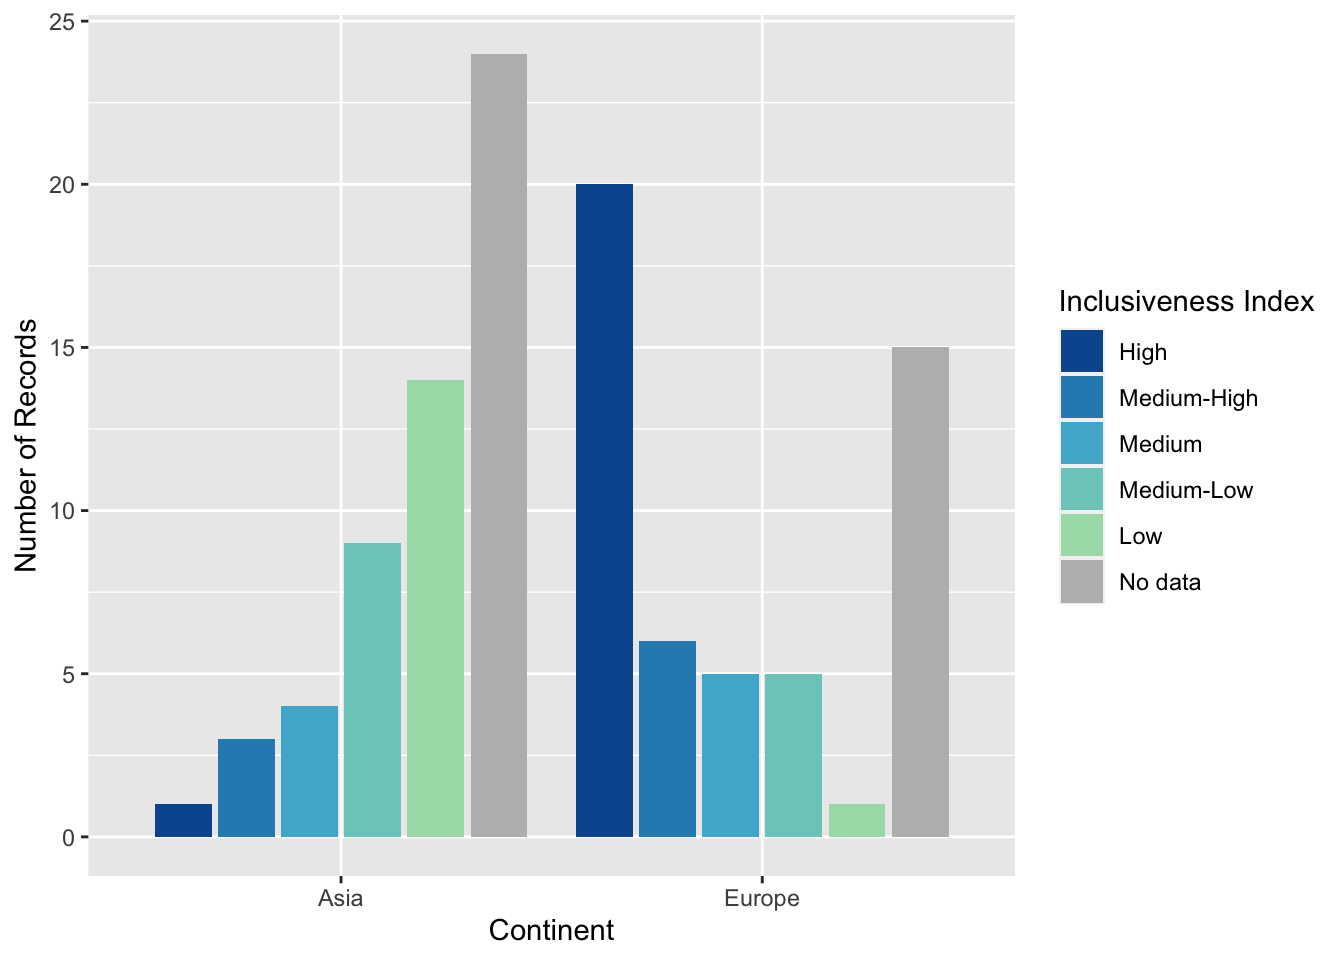 25
20
15
10
5
0
Number of Records
Asia
Europe
Continent
Inclusiveness Index
High
Medium-High
Medium
Medium-Low
Low
No data